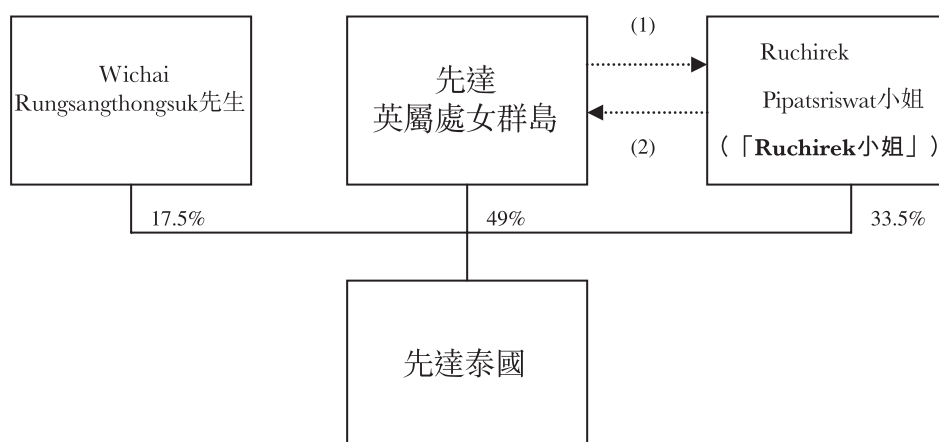 Wichai
Rungsangthongsuk先生
先達
英屬處女群島
(1)
(2)
Ruchirek
Pipatsriswat小姐
（「Ruchirek小姐」）
17.5%
49%
33.5%
先達泰國